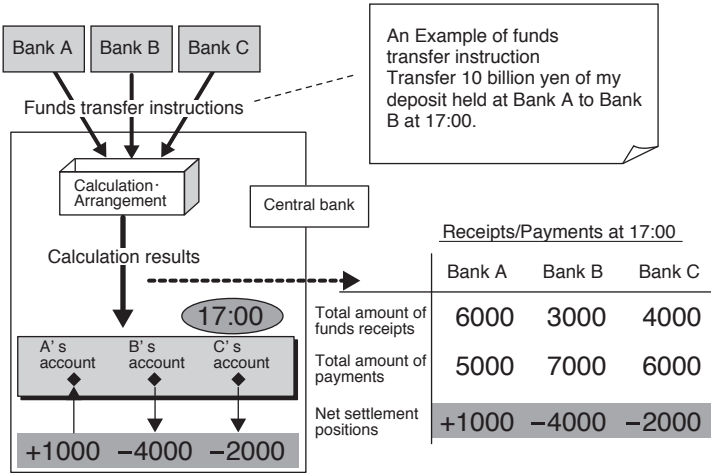 Bank A
Bank B
Bank C
An Example of funds
transfer instruction
Transfer 10 billion yen of my
deposit held at Bank A to Bank
B at 17:00.
Funds transfer instructions
Calculation·
Arrangement
Central bank
Calculation results
17:00
A's
account
B's
account
C's
account
+1000 −4000 −2000
Receipts/Payments at 17:00
Bank A Bank B Bank C
Total amount of
funds receipts
6000 3000 4000
Total amount of
payments
5000 7000 6000
Net settlement
positions
+1000 −4000 −2000